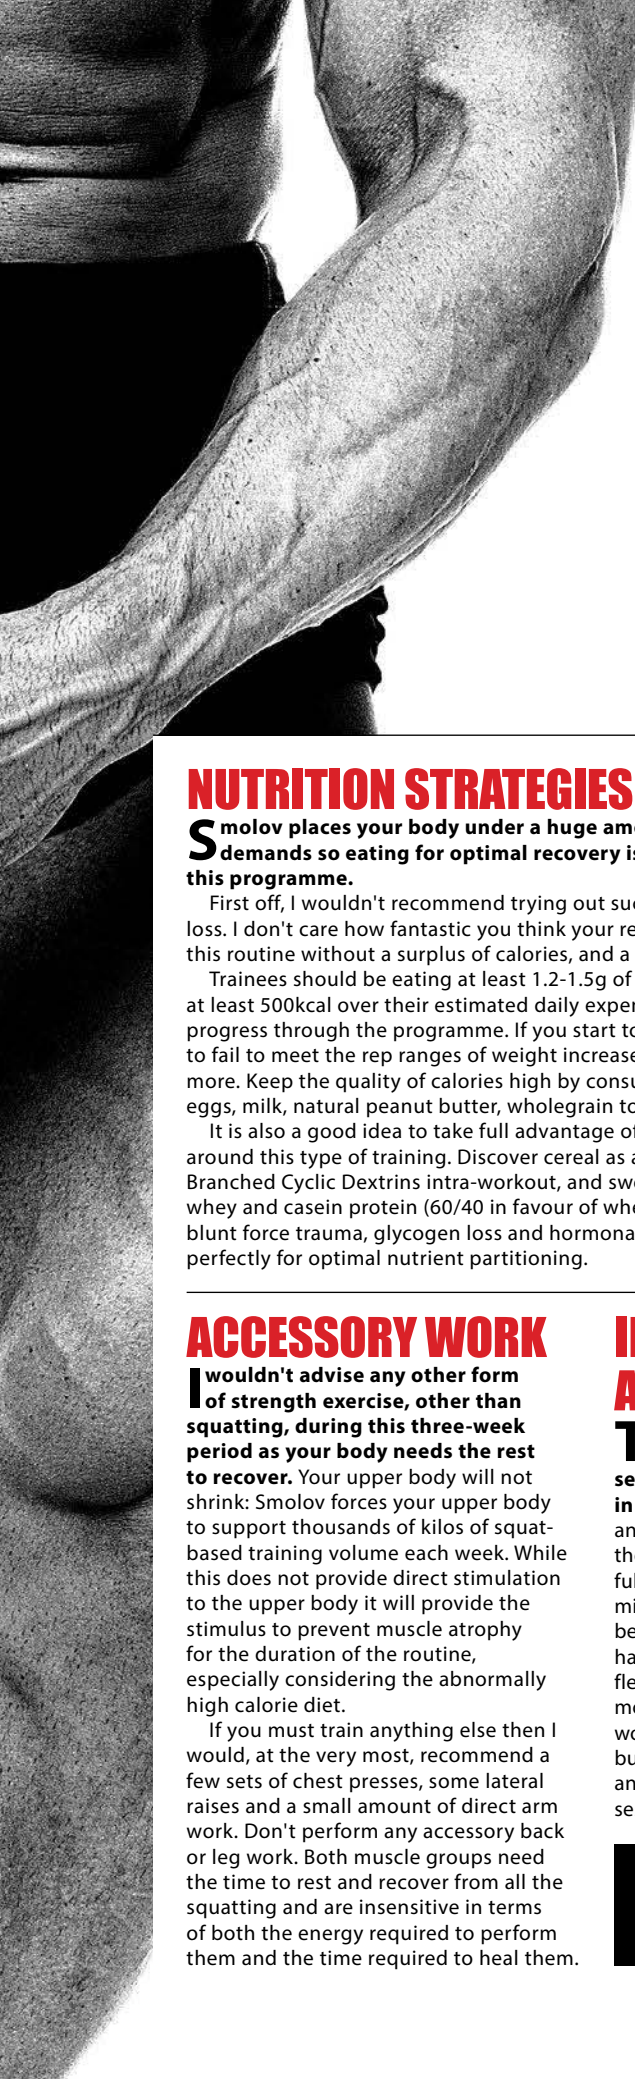 NUTRITION STRATEGIES
Smolov places your body under a huge
demands so eating for optimal recovery
this programme.
First off, I wouldn't recommend trying out
loss. I don't care how fantastic you think your
this routine without a surplus of calories, and a
Trainees should be eating at least 1.2-1.5g of
at least 500kcal over their estimated daily
progress through the programme. If you start
to fail to meet the rep ranges of weight
more. Keep the quality of calories high by
eggs, milk, natural peanut butter, wholegrain
It is also a good idea to take full advantage
around this type of training. Discover cereal as
Branched Cyclic Dextrins intra-workout, and
whey and casein protein (60/40 in favour of
blunt force trauma, glycogen loss and
perfectly for optimal nutrient partitioning.
ACCESSORY WORK
I wouldn't advise any other form
of strength exercise, other than
squatting, during this three-week
period as your body needs the rest
to recover. Your upper body will not
shrink: Smolov forces your upper body
to support thousands of kilos of squat-
based training volume each week. While
this does not provide direct stimulation
to the upper body it will provide the
stimulus to prevent muscle atrophy
for the duration of the routine,
especially considering the abnormally
high calorie diet.
If you must train anything else then I
would, at the very most, recommend a
few sets of chest presses, some lateral
raises and a small amount of direct arm
work. Don't perform any accessory back
or leg work. Both muscle groups need
the time to rest and recover from all the
squatting and are insensitive in terms
of both the energy required to perform
them and the time required to heal them.